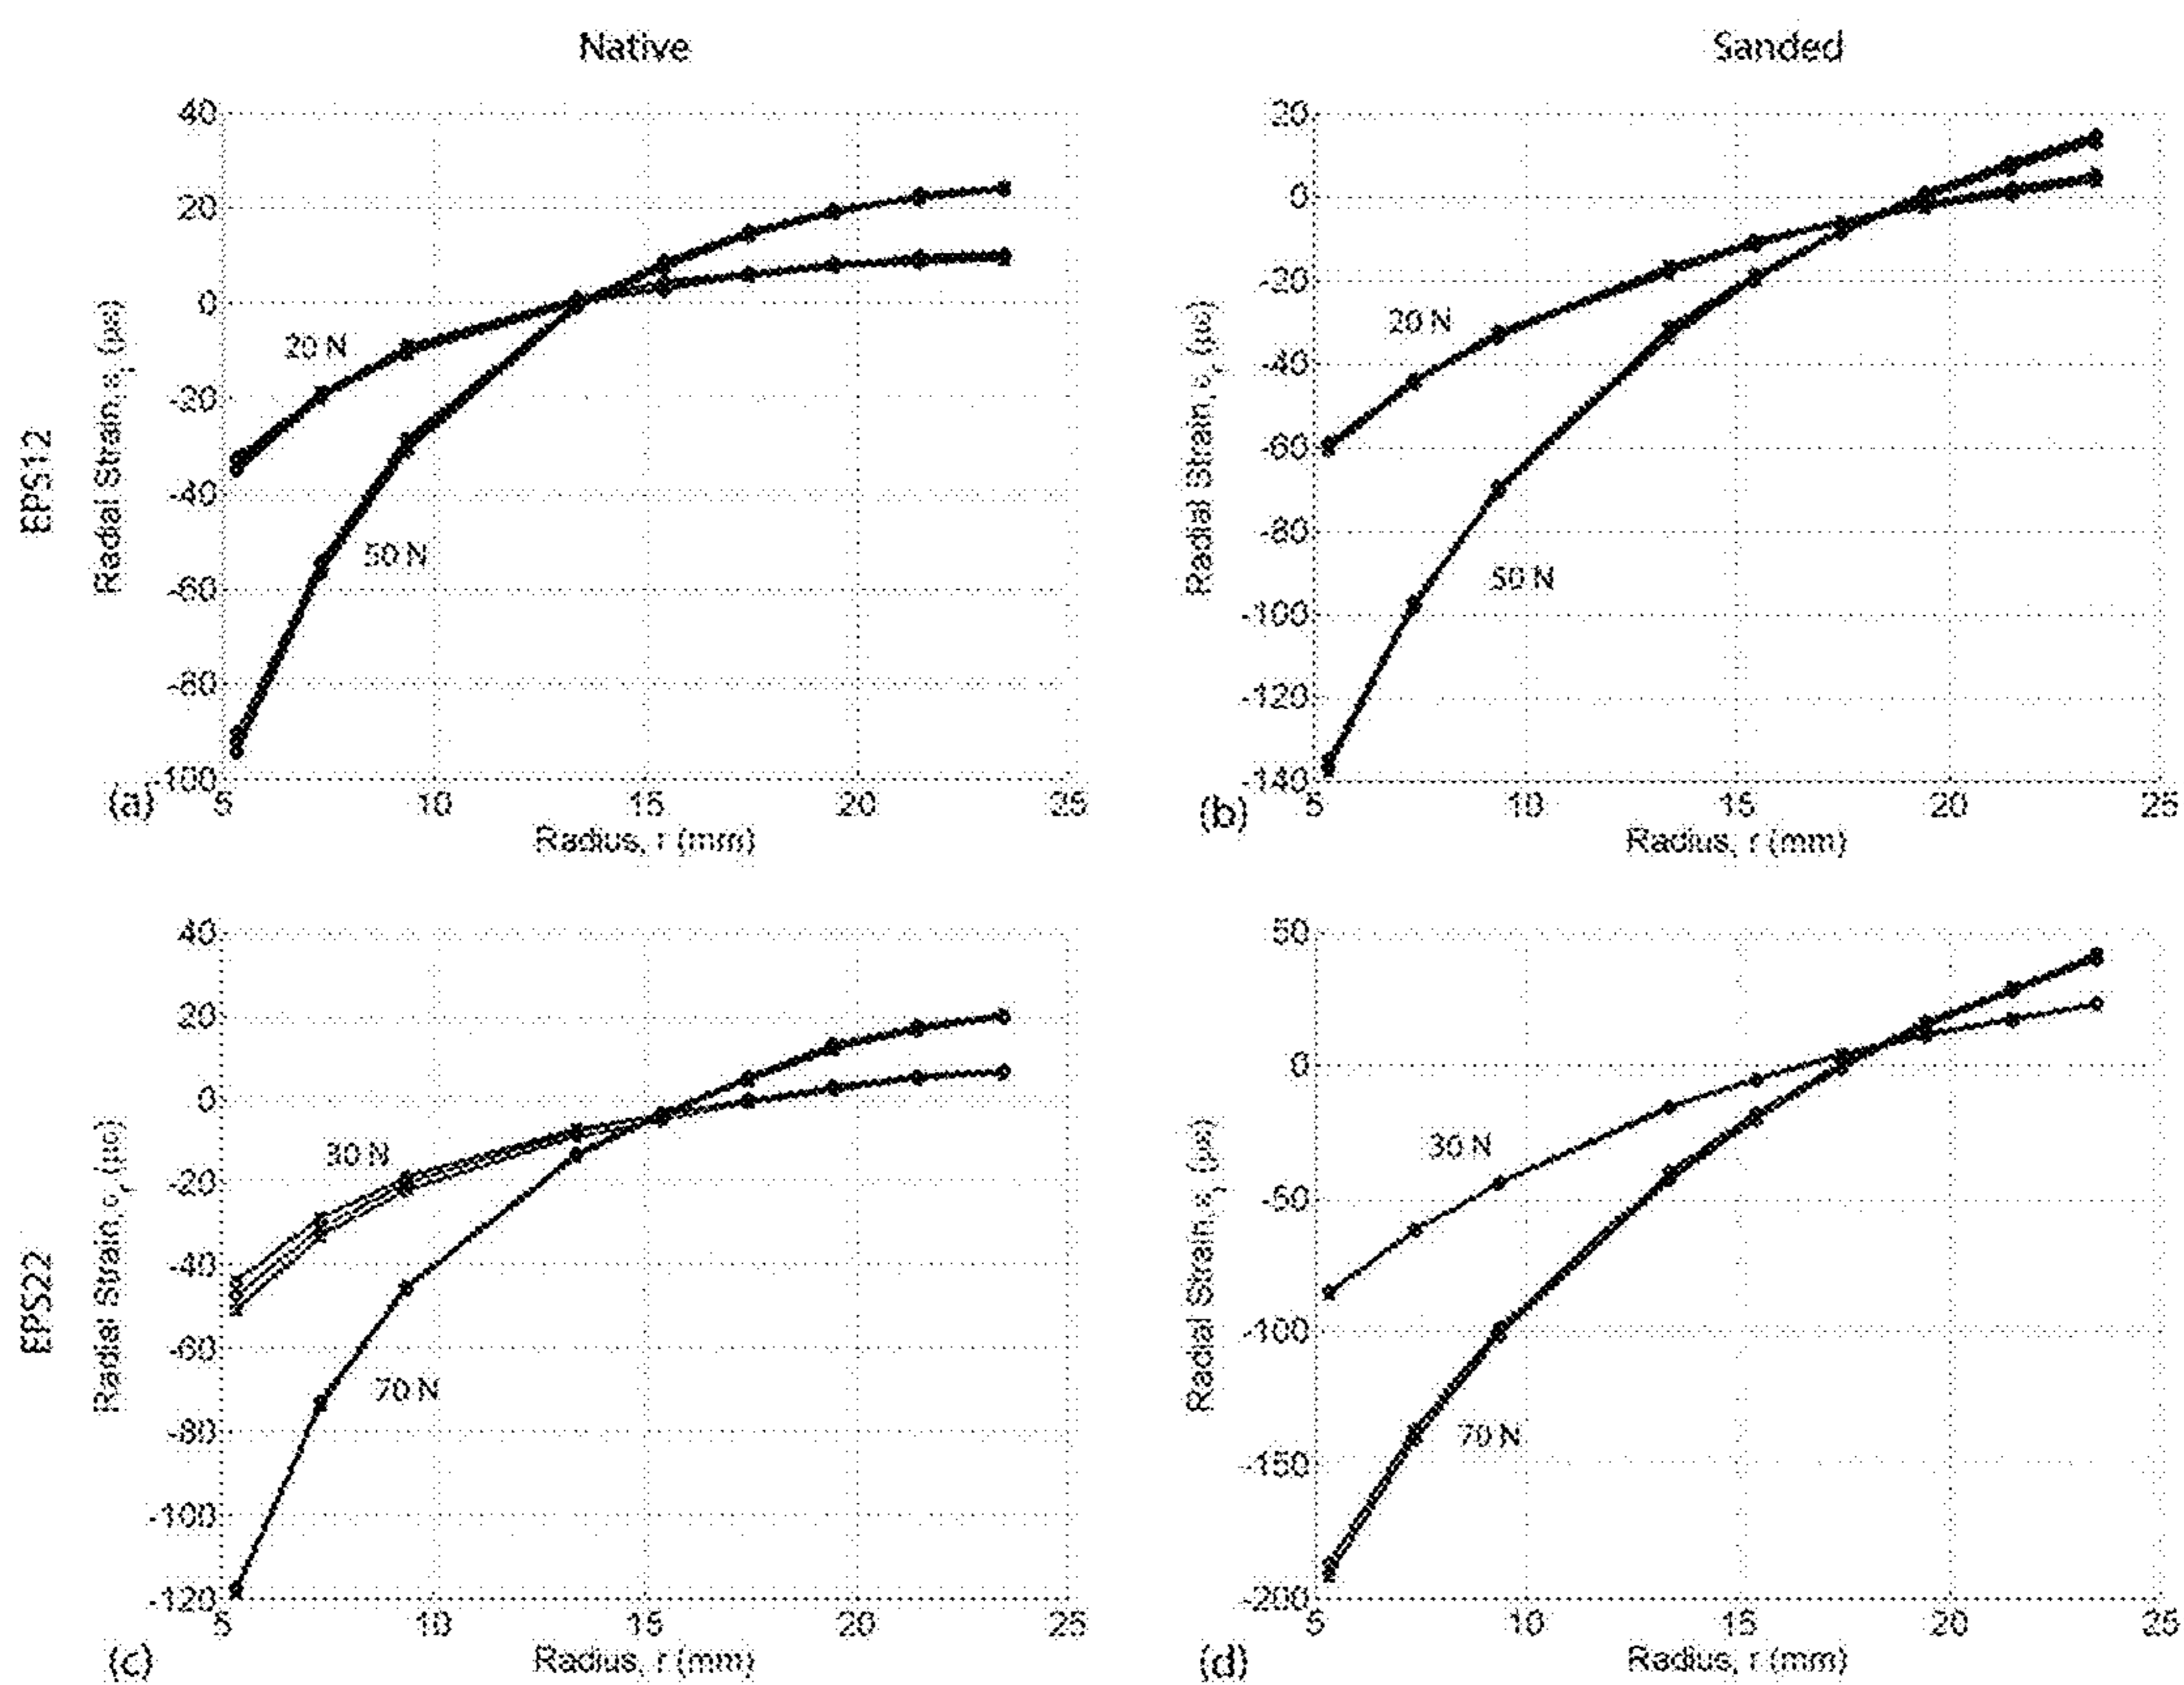 Native
Sanded
EPS12
Radial Strain, εr (με)
40
20
0
-20
-40
-60
-80
-100
20 N
50 N
(a)
5 10 15 20 25
Radius, r (mm)
Radial Strain, εr (με)
20
0
-20
-40
-60
-80
-100
-120
-140
20 N
50 N
(b)
5 10 15 20 25
Radius, r (mm)
EPS22
Radial Strain, εr (με)
40
20
0
-20
-40
-60
-80
-100
-120
30 N
70 N
(c)
5 10 15 20 25
Radius, r (mm)
Radial Strain, εr (με)
50
0
-50
-100
-150
-200
30 N
70 N
(d)
5 10 15 20 25
Radius, r (mm)